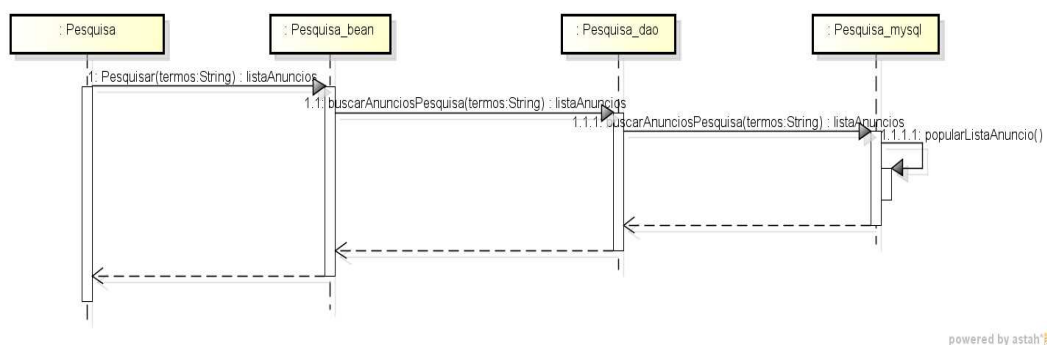 : Pesquisa
: Pesquisa_bean
: Pesquisa_dao
: Pesquisa_mysql
1: Pesquisar(termos:String) : listaAnuncios
1.1: buscarAnunciosPesquisa(termos:String) : listaAnuncios
1.1.1: buscarAnunciosPesquisa(termos:String) : listaAnuncios
1.1.1.1: popularListaAnuncio()
powered by astah*